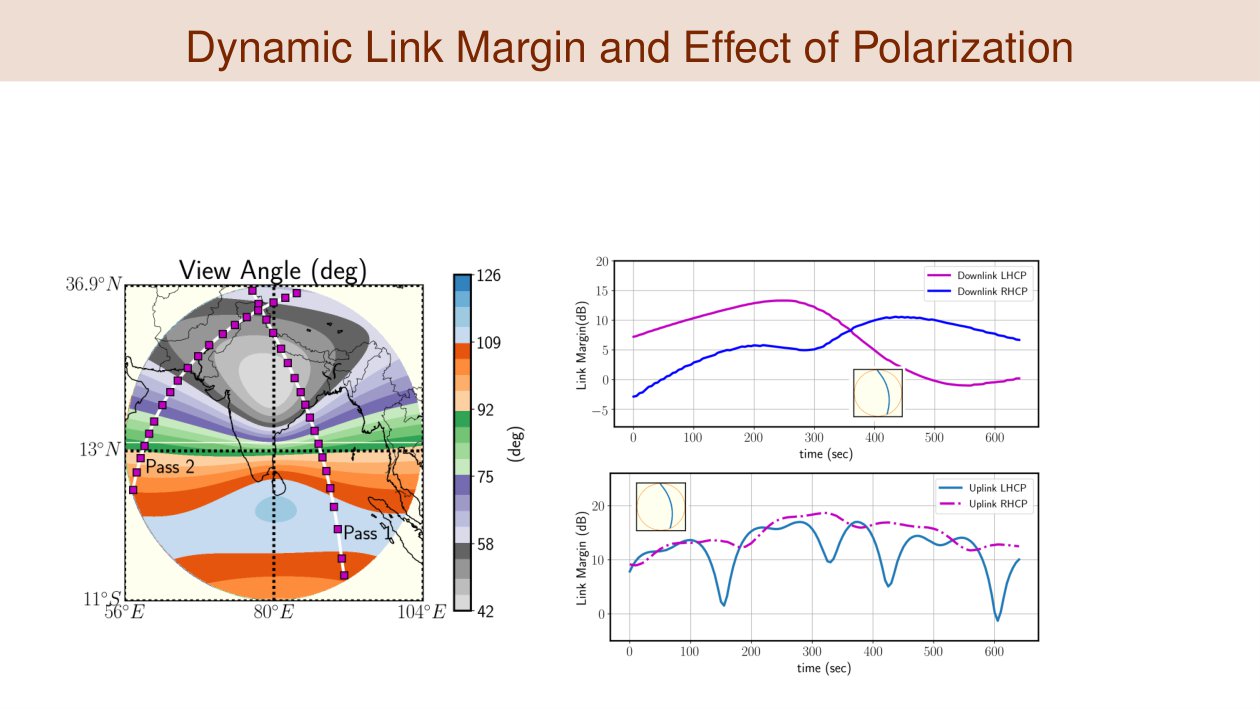 Dynamic Link Margin and Effect of Polarization
View Angle (deg)
36.9°N
13°N
11°S
56°E
80°E
104°E
Pass 2
Pass 1
126
109
92
75
58
42
(deg)
20
15
10
5
0
−5
Link Margin(dB)
Downlink LHCP
Downlink RHCP
0 100 200 300 400 500 600
time (sec)
20
10
0
Link Margin (dB)
Uplink LHCP
Uplink RHCP
0 100 200 300 400 500 600
time (sec)